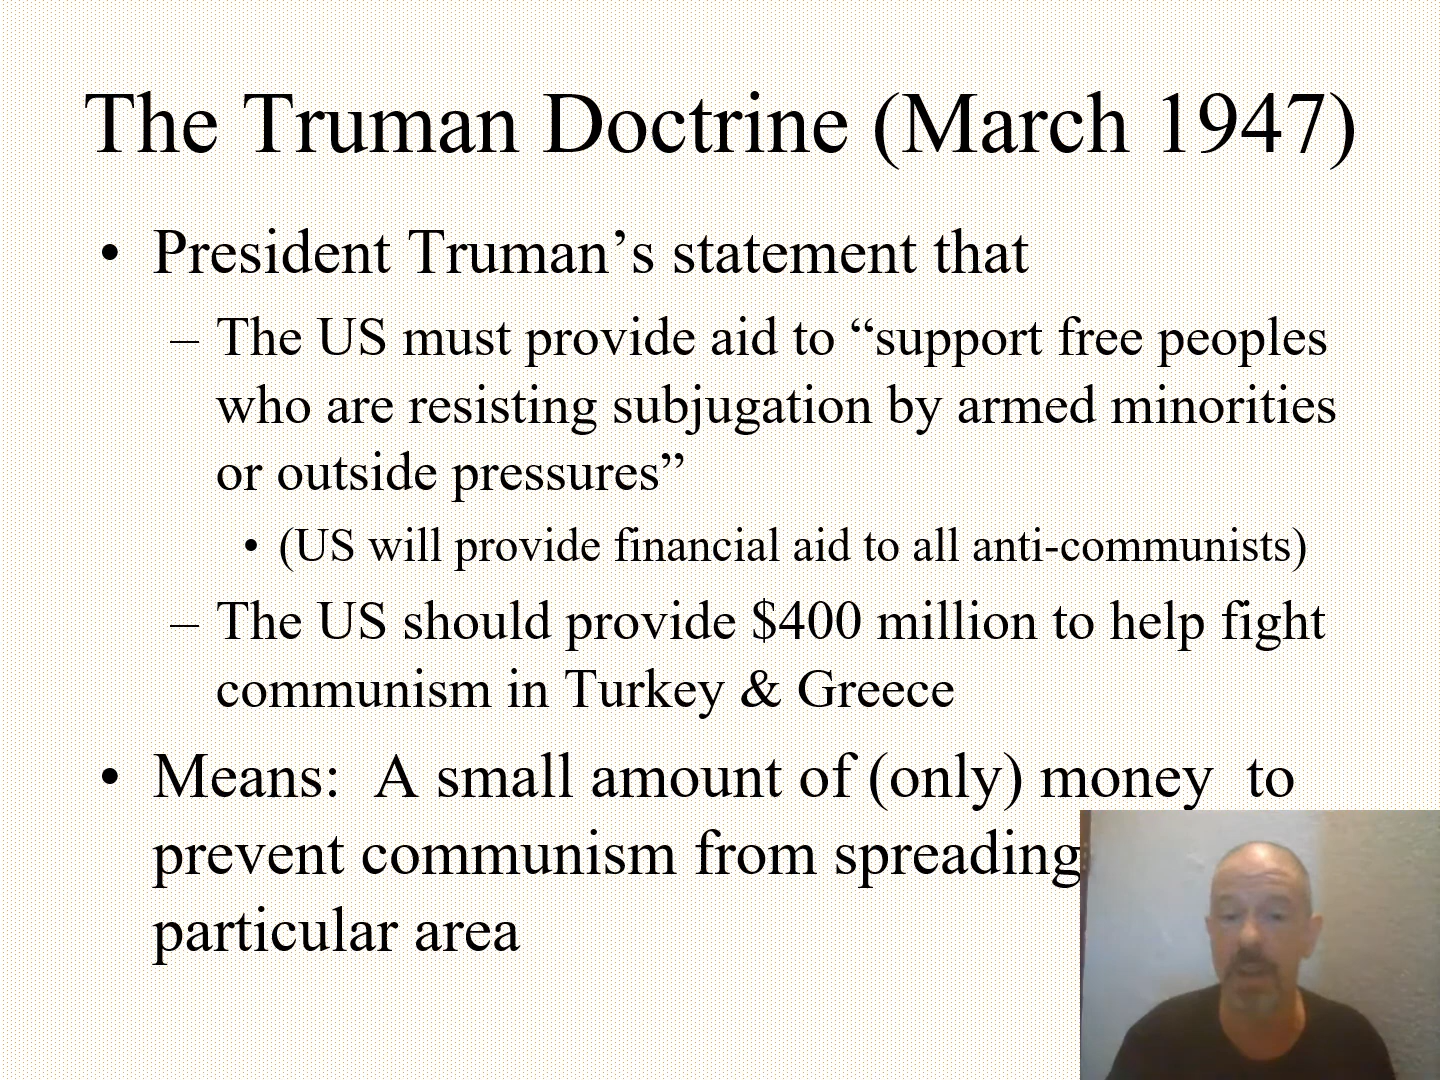 The Truman Doctrine (March 1947)
• President Truman’s statement that
– The US must provide aid to “support free peoples
who are resisting subjugation by armed minorities
or outside pressures”
• (US will provide financial aid to all anti-communists)
– The US should provide $400 million to help fight
communism in Turkey & Greece
• Means:  A small amount of (only) money  to
prevent communism from spreading
particular area